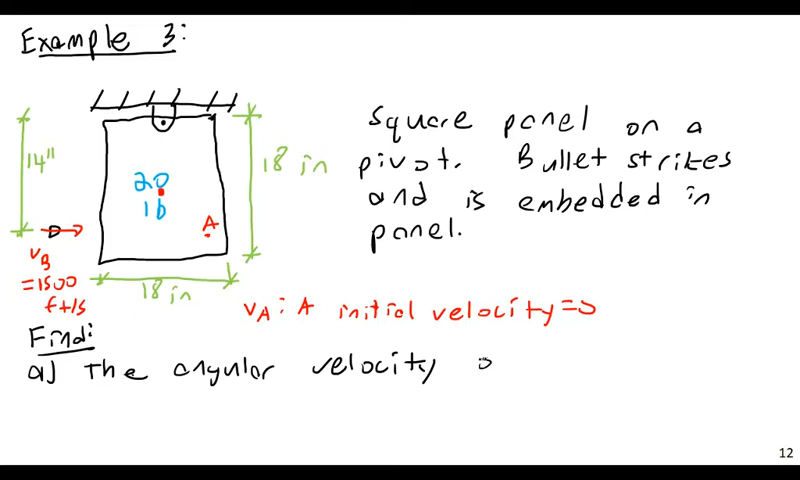 Example 3:
14"
20
lb
A
18 in
Square panel on a
pivot. Bullet strikes
and is embedded in
panel.
vB
=1500
ft/s
18 in
vA: A initial velocity=0
Find:
a) The angular velocity o
12